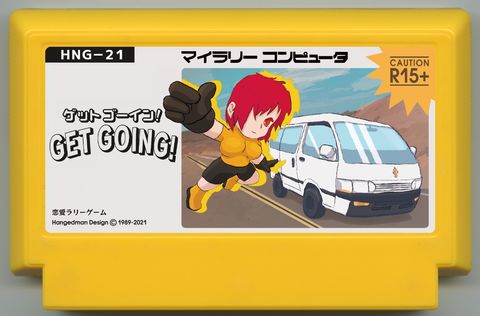 HNG-21
マイラリー コンピュータ
CAUTION
R15+
ゲット ゴーイン!
GET GOING!
恋愛ラリーゲーム
Hangedman Design © 1989-2021